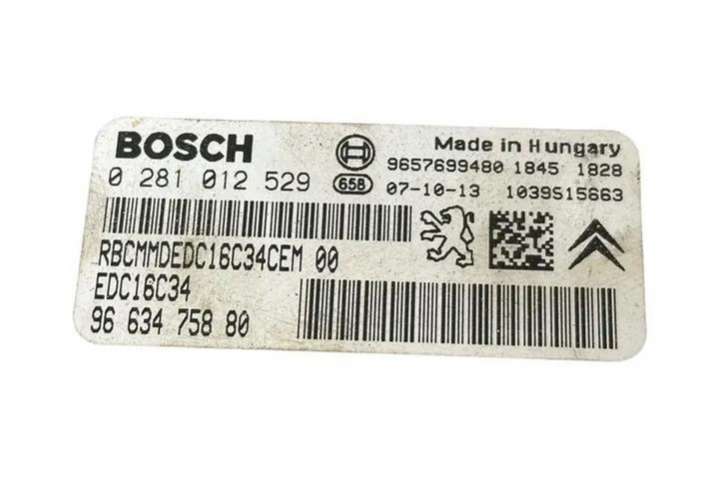 BOSCH
Made in Hungary
9657699480 1845 1828
0 281 012 529
658 07-10-13 1039S15663
RBCMMDEDC16C34CEM 00
EDC16C34
96 634 758 80